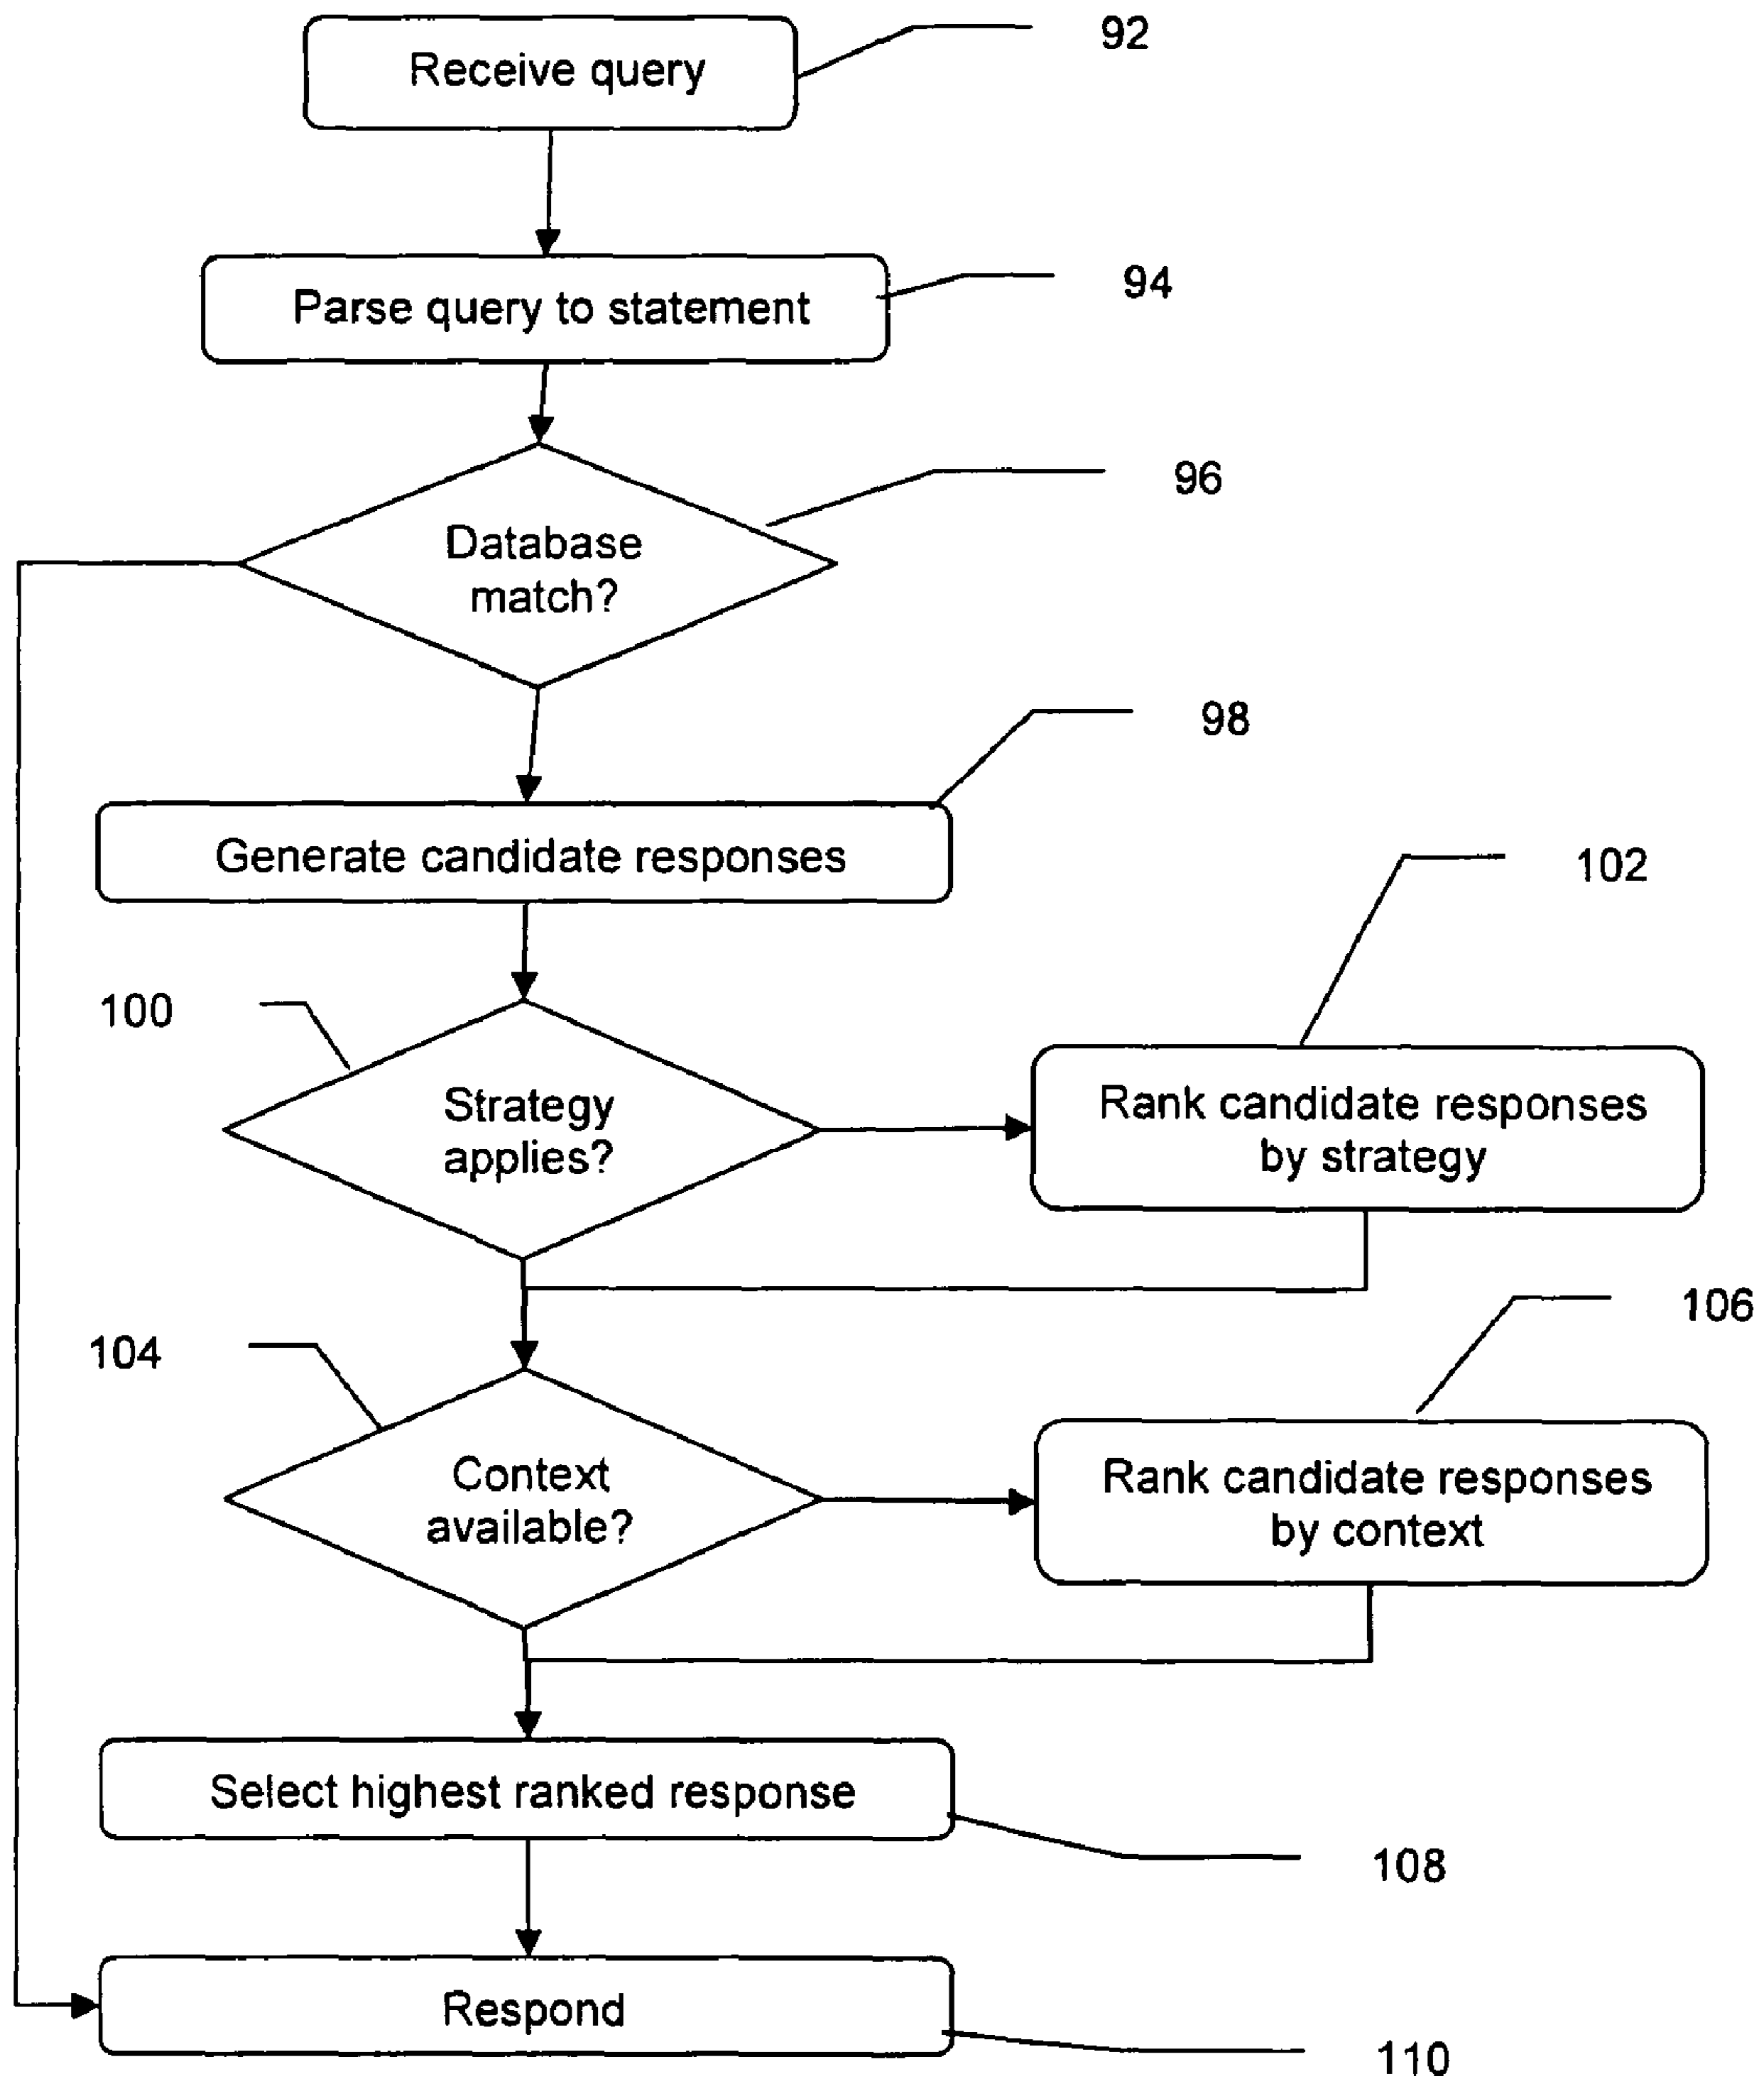 92
Receive query
94
Parse query to statement
96
Database
match?
98
Generate candidate responses
102
100
Strategy
applies?
Rank candidate responses
by strategy
106
104
Context
available?
Rank candidate responses
by context
Select highest ranked response
108
Respond
110